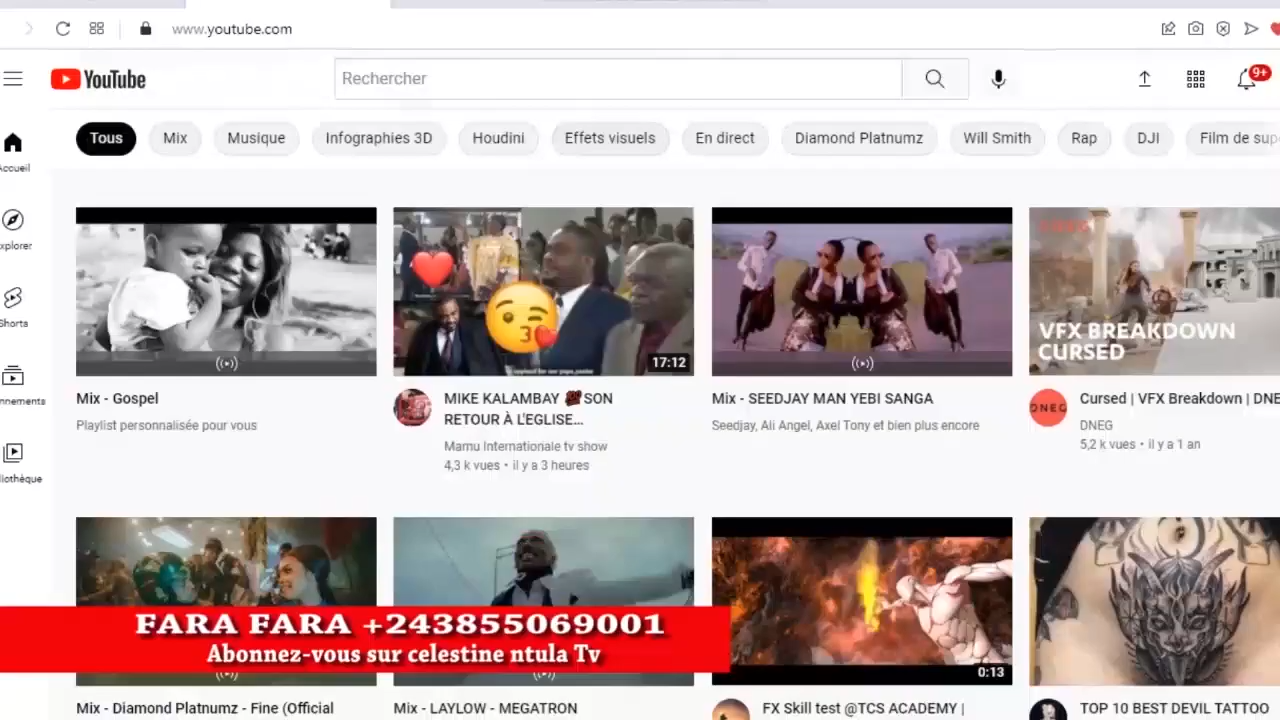 www.youtube.com
YouTube
Rechercher
9+
Tous
Mix
Musique
Infographies 3D
Houdini
Effets visuels
En direct
Diamond Platnumz
Will Smith
Rap
DJI
Film de sup
Accueil
xplorer
Shorts
nnements
liothèque
17:12
VFX BREAKDOWN
CURSED
Mix - Gospel
Playlist personnalisée pour vous
MIKE KALAMBAY SON
RETOUR À L'EGLISE...
Mamu Internationale tv show
4,3 k vues • il y a 3 heures
Mix - SEEDJAY MAN YEBI SANGA
Seedjay, Ali Angel, Axel Tony et bien plus encore
DNEG
Cursed | VFX Breakdown | DNE
DNEG
5,2 k vues • il y a 1 an
FARA FARA +243855069001
Abonnez-vous sur celestine ntula Tv
0:13
Mix - Diamond Platnumz - Fine (Official
Mix - LAYLOW - MEGATRON
FX Skill test @TCS ACADEMY |
TOP 10 BEST DEVIL TATTOO